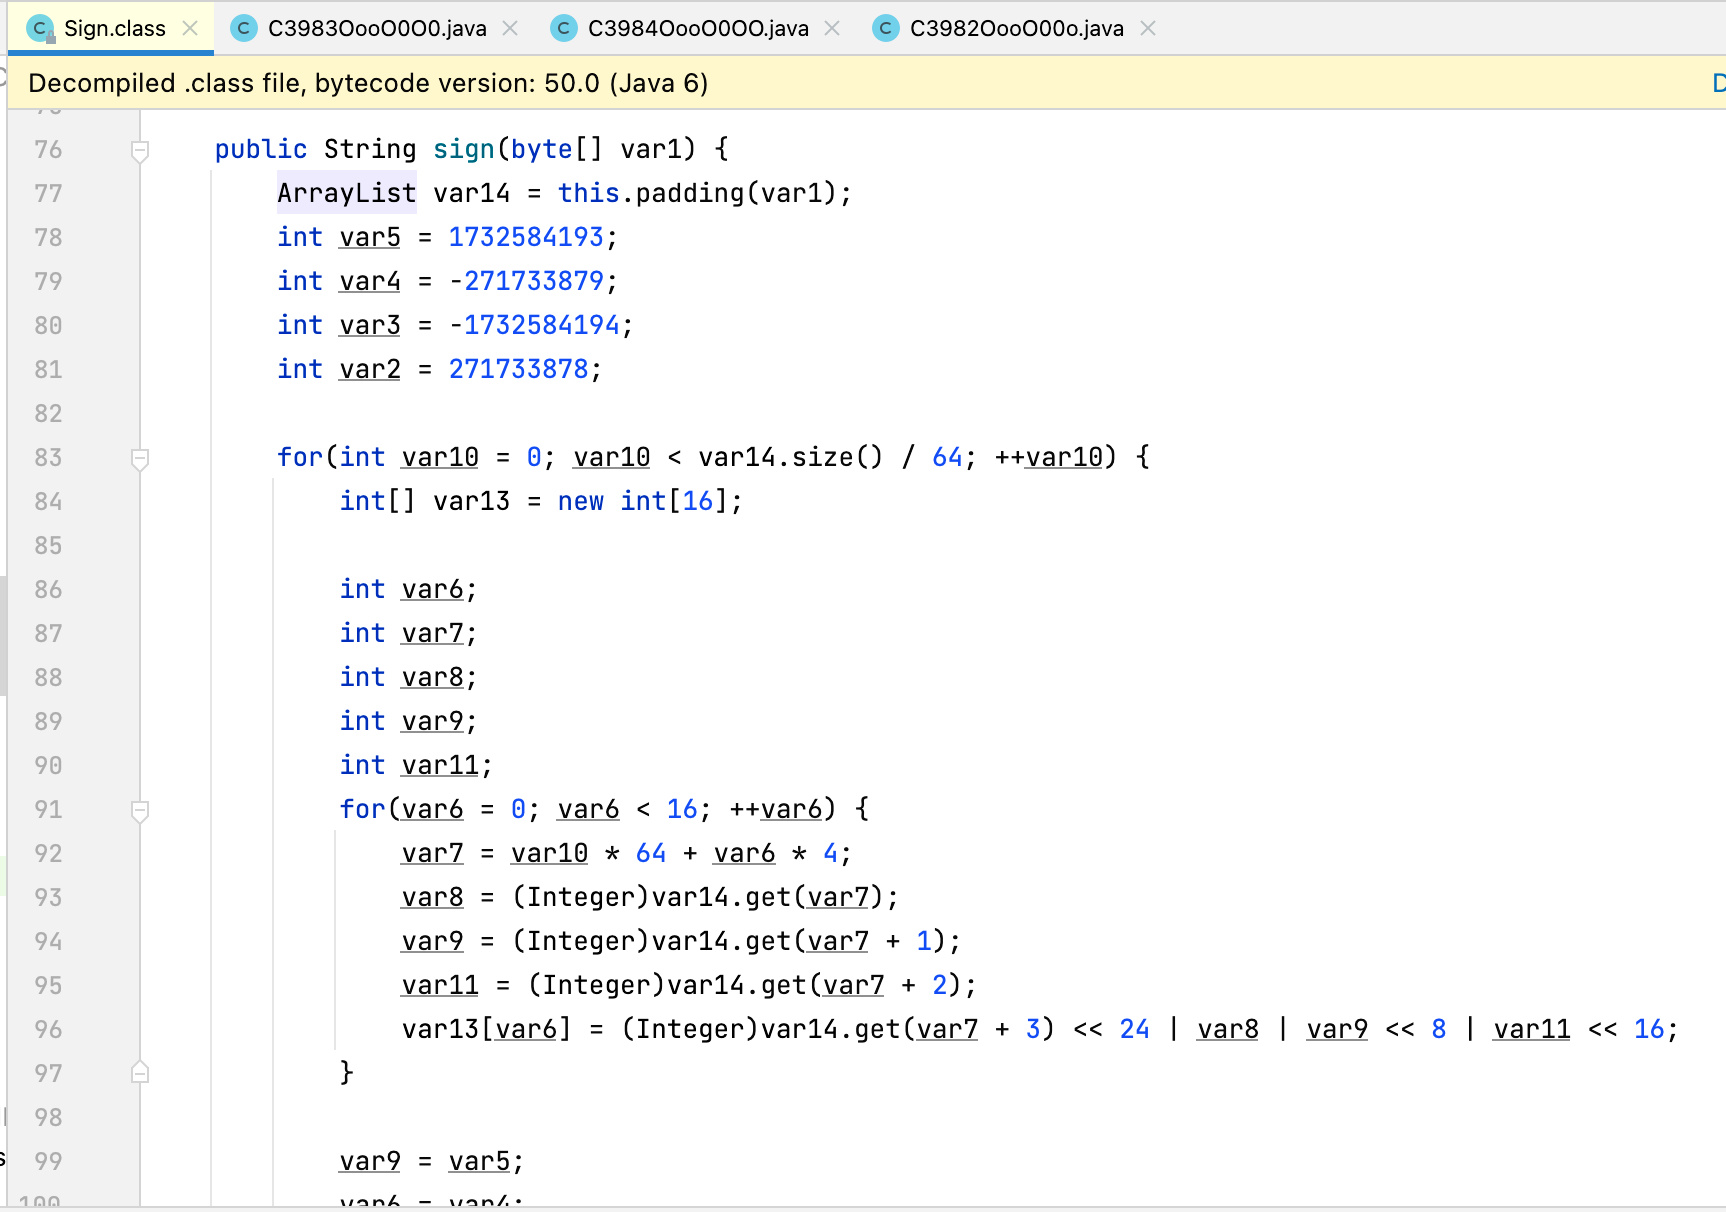 Sign.class C3983OooO0O0.java C3984OooO0OO.java C3982OooO00o.java
Decompiled .class file, bytecode version: 50.0 (Java 6)
76 public String sign(byte[] var1) {
77 ArrayList var14 = this.padding(var1);
78 int var5 = 1732584193;
79 int var4 = -271733879;
80 int var3 = -1732584194;
81 int var2 = 271733878;
82
83 for(int var10 = 0; var10 < var14.size() / 64; ++var10) {
84 int[] var13 = new int[16];
85
86 int var6;
87 int var7;
88 int var8;
89 int var9;
90 int var11;
91 for(var6 = 0; var6 < 16; ++var6) {
92 var7 = var10 * 64 + var6 * 4;
93 var8 = (Integer)var14.get(var7);
94 var9 = (Integer)var14.get(var7 + 1);
95 var11 = (Integer)var14.get(var7 + 2);
96 var13[var6] = (Integer)var14.get(var7 + 3) << 24 | var8 | var9 << 8 | var11 << 16;
97 }
98
99 var9 = var5;
100 var6 = var4;